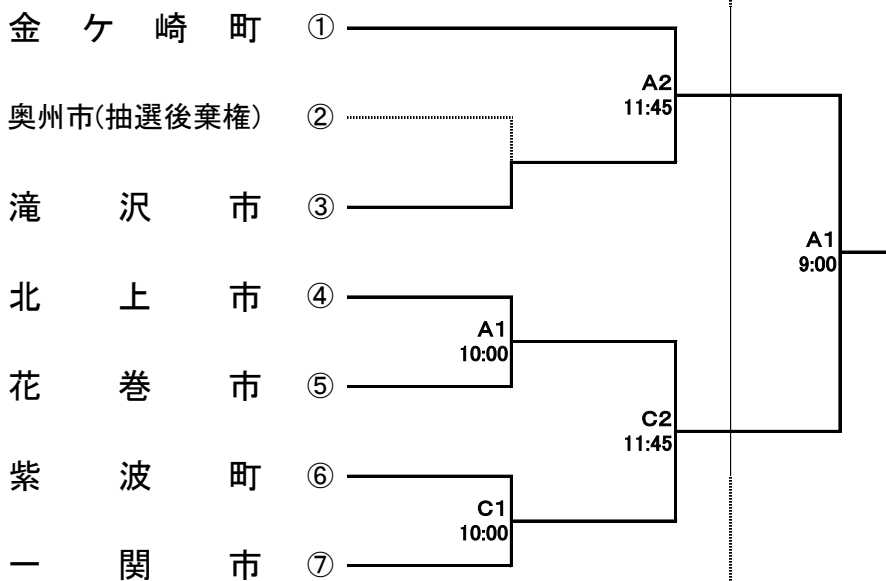 金ケ崎町 ①
A2
11:45
奥州市(抽選後棄権) ②
滝沢市 ③
A1
9:00
北上市 ④
A1
10:00
花巻市 ⑤
C2
11:45
紫波町 ⑥
C1
10:00
一関市 ⑦